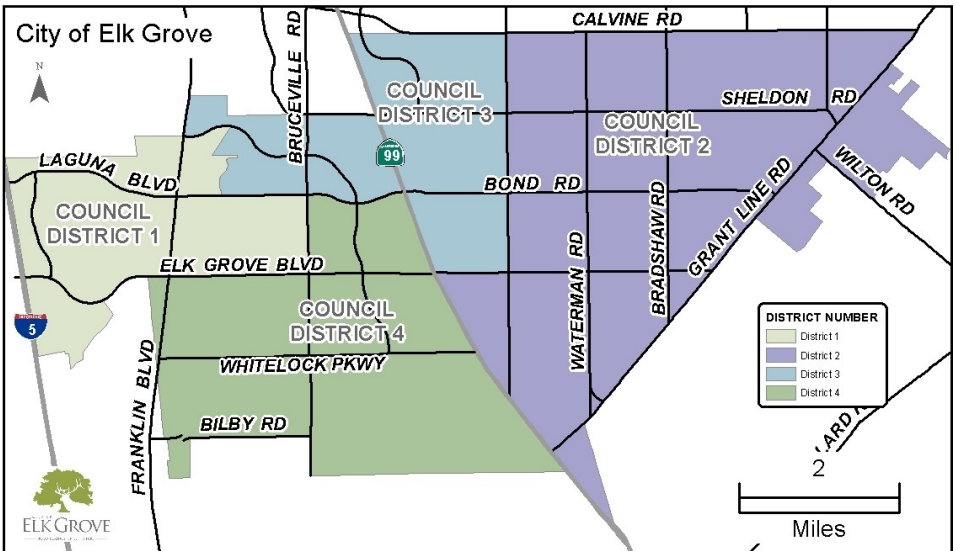 City of Elk Grove
N
CALVINE RD
BRUCEVILLE RD
COUNCIL
DISTRICT 3
SHELDON RD
COUNCIL
DISTRICT 2
99
LAGUNA BLVD
BOND RD
WILTON RD
COUNCIL
DISTRICT 1
GRANT LINE RD
BRADSHAW RD
WATERMAN RD
ELK GROVE BLVD
COUNCIL
DISTRICT 4
5
DISTRICT NUMBER
District 1
District 2
District 3
District 4
WHITELOCK PKWY
FRANKLIN BLVD
BILBY RD
2
Miles
ELK GROVE